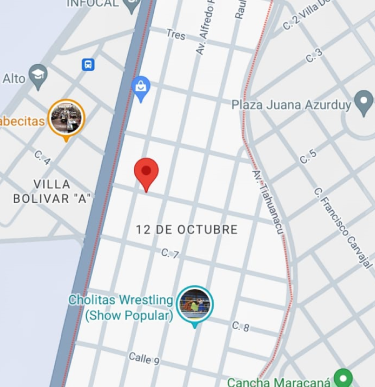 INFOCAL
Tres
Av. Alfredo
Raul
C. 2 Villa
C. 3
Alto
Plaza Juana Azurduy
abecitas
C. 4
C. 5
VILLA
BOLIVAR "A"
Av. Tiahuanacu
C. Francisco Carvajal
12 DE OCTUBRE
C. 7
Cholitas Wrestling
(Show Popular)
C. 8
Calle 9
Cancha Maracaná